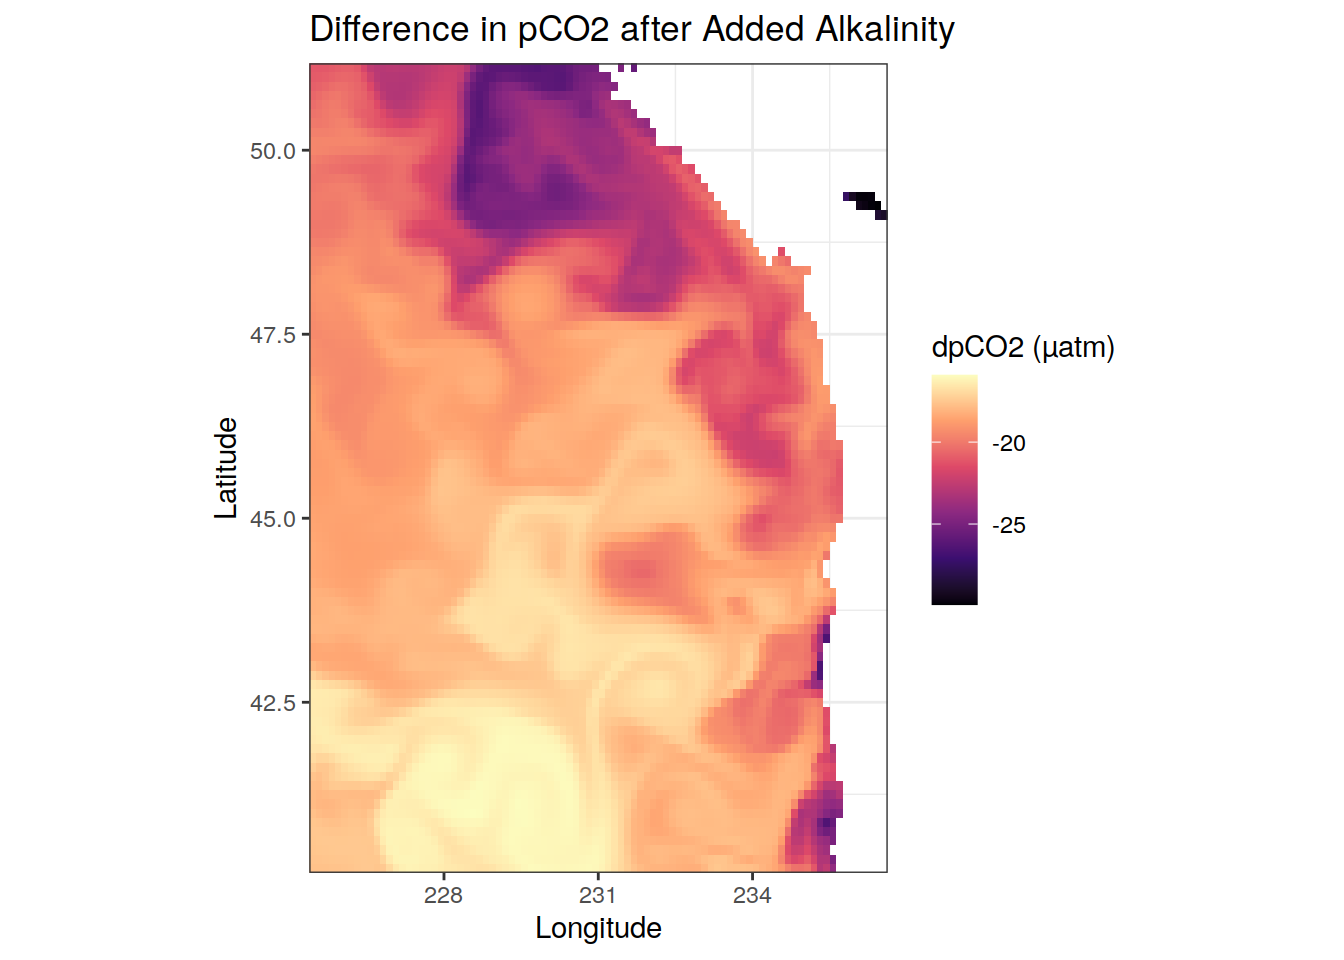 Difference in pCO2 after Added Alkalinity
50.0
47.5
45.0
42.5
Latitude
228
231
234
Longitude
dpCO2 (µatm)
-20
-25